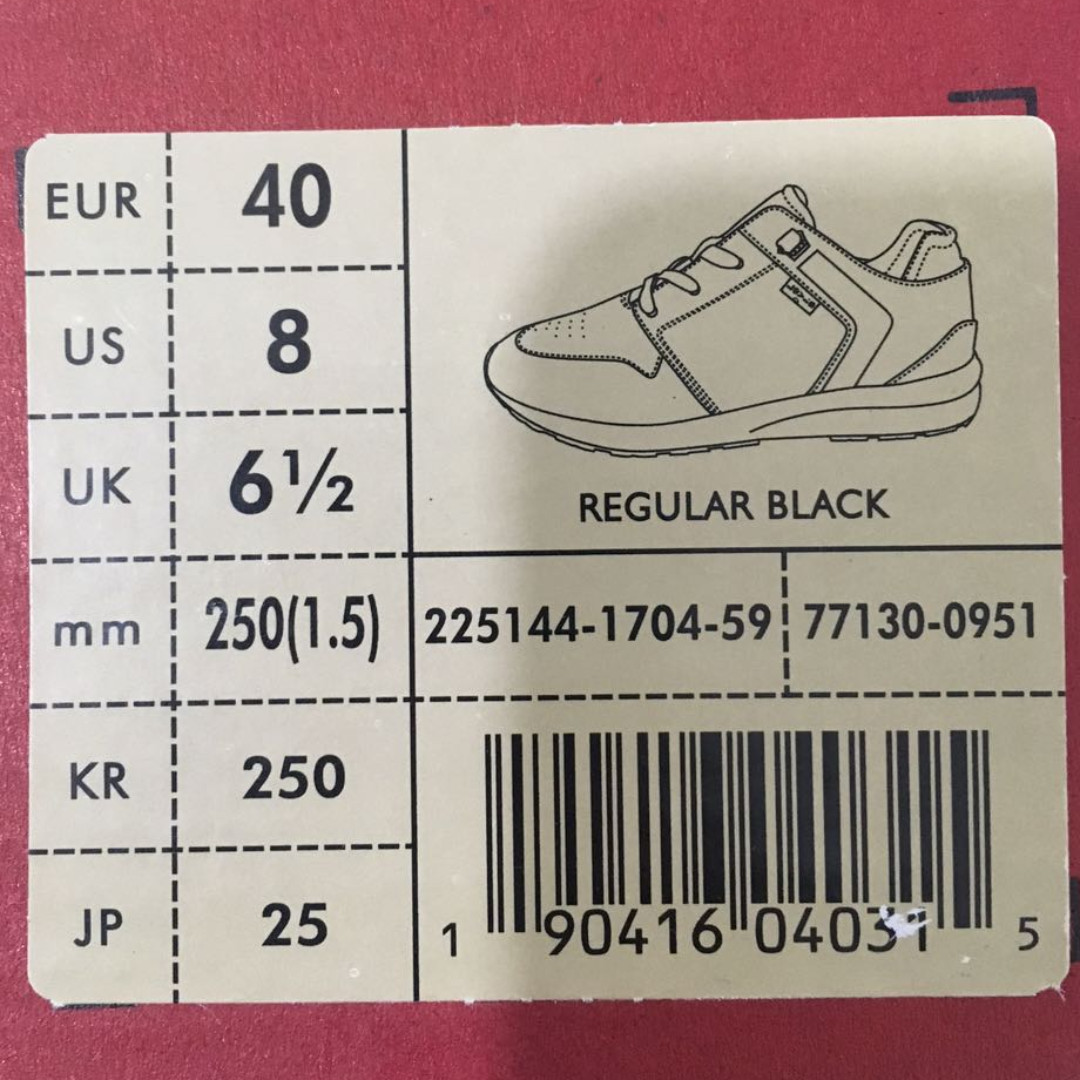 EUR 40
US 8
UK 6½
mm 250(1.5)
KR 250
JP 25
REGULAR BLACK
225144-1704-59 77130-0951
1 90416 04031 5